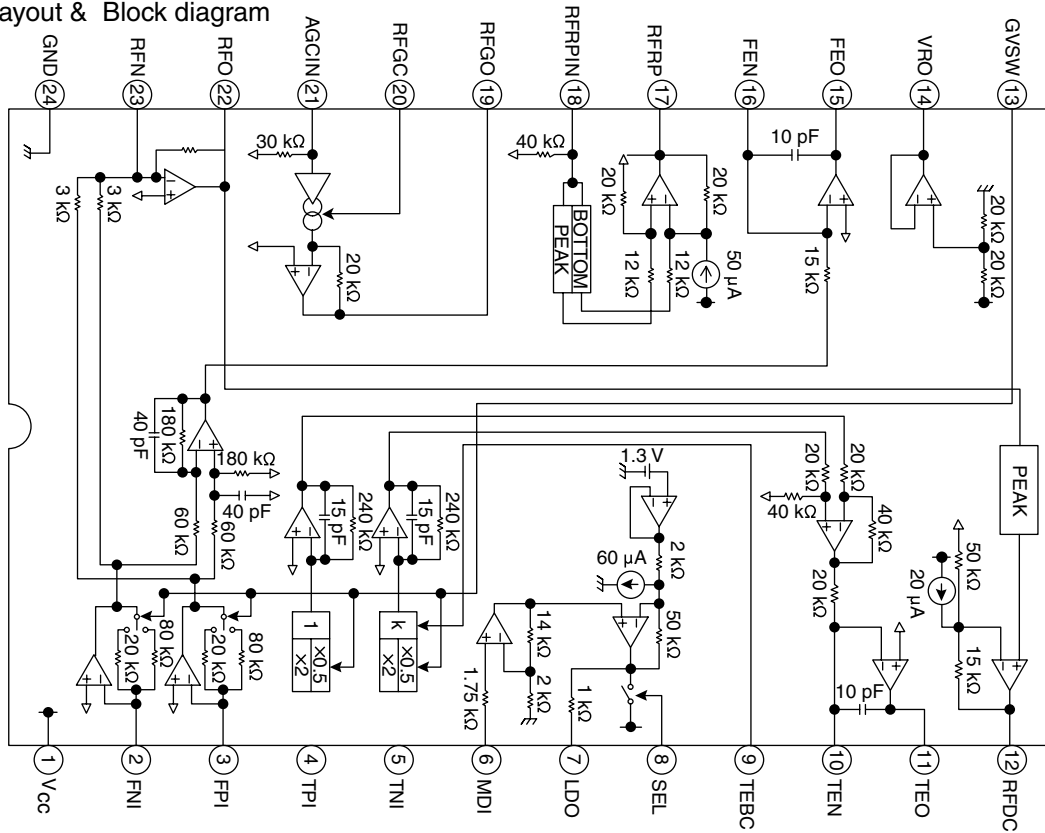 ayout & Block diagram
GND 24
RFN 23
RFO 22
AGCIN 21
RFGC 20
RFGO 19
RFRPIN 18
RFRP 17
FEN 16
FEO 15
VRO 14
GVSW 13
3 kΩ
3 kΩ
30 kΩ
20 kΩ
40 kΩ
PEAK
BOTTOM
20 kΩ
12 kΩ
12 kΩ
20 kΩ
50 µA
10 pF
15 kΩ
20 kΩ
20 kΩ
40 pF
180 kΩ
180 kΩ
40 pF
60 kΩ
60 kΩ
15 pF
240 kΩ
15 pF
240 kΩ
1.3 V
2 kΩ
60 µA
50 kΩ
20 kΩ
20 kΩ
40 kΩ
40 kΩ
20 kΩ
PEAK
50 kΩ
20 µA
15 kΩ
10 pF
20 kΩ
80 kΩ
20 kΩ
80 kΩ
1
×0.5
×2
k
×0.5
×2
14 kΩ
2 kΩ
1.75 kΩ
1 kΩ
1 Vcc
2 FNI
3 FPI
4 TPI
5 TNI
6 MDI
7 LDO
8 SEL
9 TEBC
10 TEN
11 TEO
12 RFDC